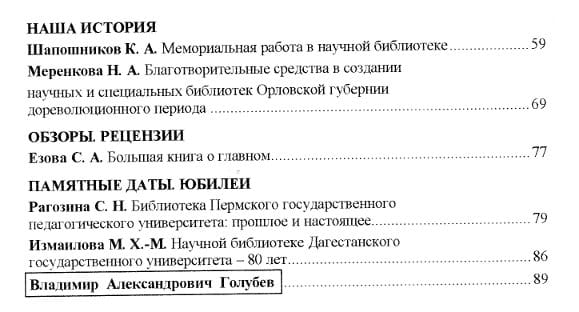 НАША ИСТОРИЯ
Шапошников К. А. Мемориальная работа в научной библиотеке................59
Меренкова Н. А. Благотворительные средства в создании
научных и специальных библиотек Орловской губернии
дореволюционного периода................69
ОБЗОРЫ. РЕЦЕНЗИИ
Езова С. А. Большая книга о главном................77
ПАМЯТНЫЕ ДАТЫ. ЮБИЛЕИ
Рагозина С. Н. Библиотека Пермского государственного
педагогического университета: прошлое и настоящее................79
Измаилова М. Х.-М. Научной библиотеке Дагестанского
государственного университета – 80 лет................86
Владимир Александрович Голубев................89